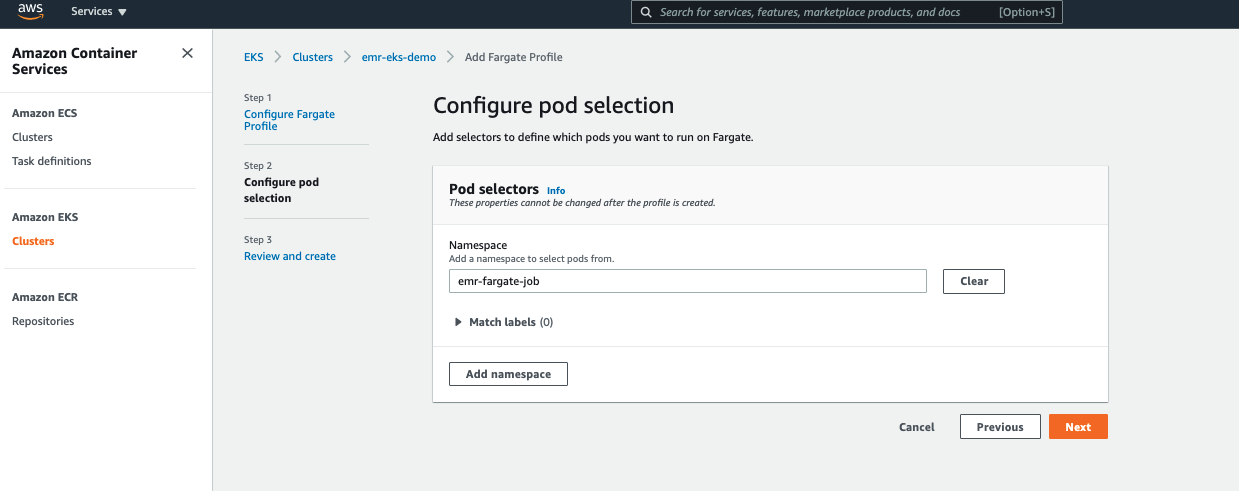 aws
Services
Search for services, features, marketplace products, and docs
[Option+S]
Amazon Container
Services
Amazon ECS
Clusters
Task definitions
Amazon EKS
Clusters
Amazon ECR
Repositories
EKS
Clusters
emr-eks-demo
Add Fargate Profile
Step 1
Configure Fargate
Profile
Step 2
Configure pod
selection
Step 3
Review and create
Configure pod selection
Add selectors to define which pods you want to run on Fargate.
Pod selectors Info
These properties cannot be changed after the profile is created.
Namespace
Add a namespace to select pods from.
emr-fargate-job
Clear
Match labels (0)
Add namespace
Cancel
Previous
Next